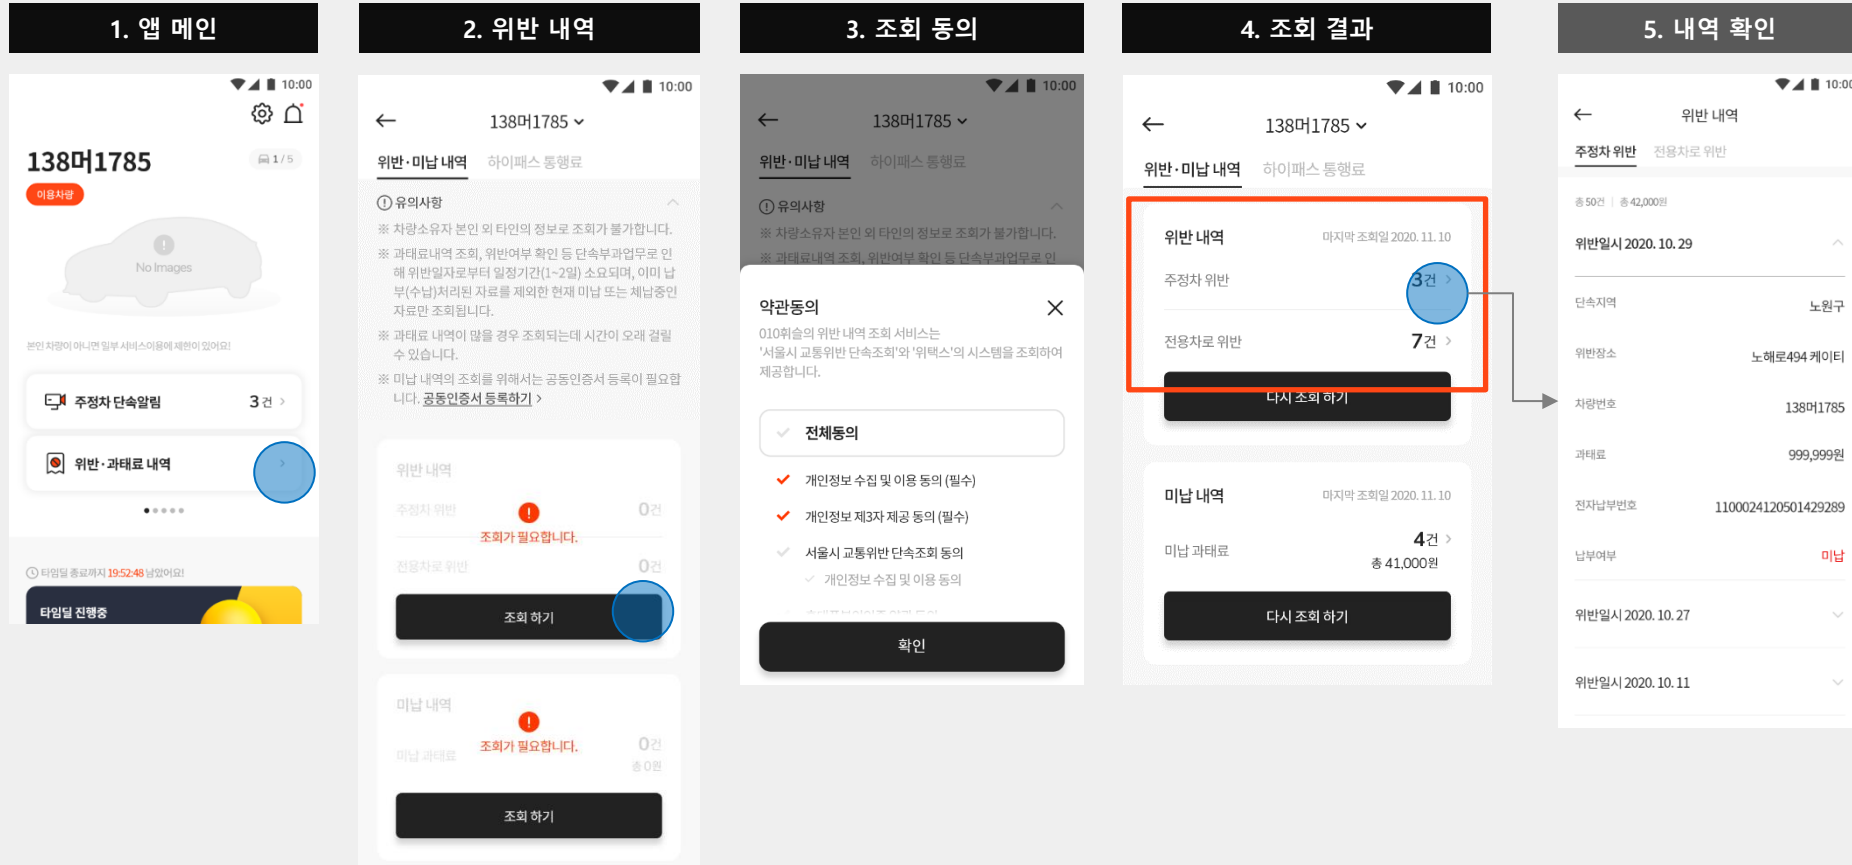 1. 앱 메인
10:00
138머1785
1 / 5
이용차량
No Images
본인 차량이 아니면 일부 서비스이용에 제한이 있어요!
주정차 단속알림
3 건
위반·과태료 내역
타임딜 종료까지 19:52:48 남았어요!
타임딜 진행중
2. 위반 내역
10:00
138머1785
위반·미납 내역 하이패스 통행료
유의사항
※ 차량소유자 본인 외 타인의 정보로 조회가 불가합니다.
※ 과태료내역 조회, 위반여부 확인 등 단속부과업무로 인
해 위반일자로부터 일정기간(1~2일) 소요되며, 이미 납
부(수납)처리된 자료를 제외한 현재 미납 또는 체납중인
자료만 조회됩니다.
※ 과태료 내역이 많을 경우 조회되는데 시간이 오래 걸릴
수 있습니다.
※ 미납 내역의 조회를 위해서는 공동인증서 등록이 필요합
니다. 공동인증서 등록하기 >
위반 내역
주정차 위반 0건
조회가 필요합니다.
전용차로 위반 0건
조회 하기
미납 내역
조회가 필요합니다.
미납 과태료 0건
총 0원
조회 하기
3. 조회 동의
10:00
138머1785
위반·미납 내역 하이패스 통행료
유의사항
※ 차량소유자 본인 외 타인의 정보로 조회가 불가합니다.
※ 과태료내역 조회, 위반여부 확인 등 단속부과업무로 인
약관동의
010휘슬의 위반 내역 조회 서비스는
'서울시 교통위반 단속조회'와 '위택스'의 시스템을 조회하여
제공합니다.
전체동의
개인정보 수집 및 이용 동의 (필수)
개인정보 제3자 제공 동의 (필수)
서울시 교통위반 단속조회 동의
개인정보 수집 및 이용 동의
확인
4. 조회 결과
10:00
138머1785
위반·미납 내역 하이패스 통행료
위반 내역 마지막 조회일 2020. 11. 10
주정차 위반 3건
전용차로 위반 7건
다시 조회 하기
미납 내역 마지막 조회일 2020. 11. 10
미납 과태료 4건
총 41,000원
다시 조회 하기
5. 내역 확인
10:00
위반 내역
주정차 위반 전용차로 위반
총 50건 | 총 42,000원
위반일시 2020. 10. 29
단속지역 노원구
위반장소 노해로494 케이티
차량번호 138머1785
과태료 999,999원
전자납부번호 1100024120501429289
납부여부 미납
위반일시 2020. 10. 27
위반일시 2020. 10. 11